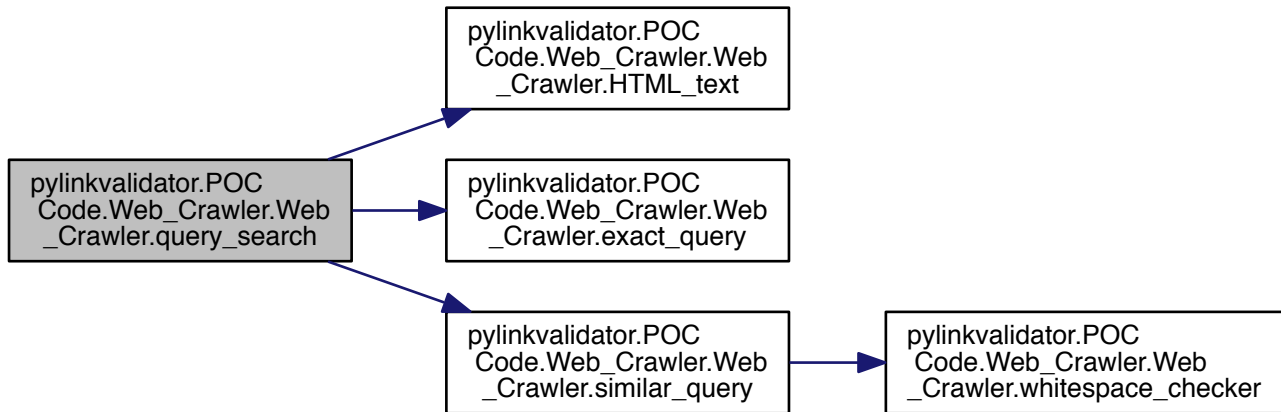 pylinkvalidator.POC
Code.Web_Crawler.Web
_Crawler.HTML_text
pylinkvalidator.POC
Code.Web_Crawler.Web
_Crawler.query_search
pylinkvalidator.POC
Code.Web_Crawler.Web
_Crawler.exact_query
pylinkvalidator.POC
Code.Web_Crawler.Web
_Crawler.similar_query
pylinkvalidator.POC
Code.Web_Crawler.Web
_Crawler.whitespace_checker